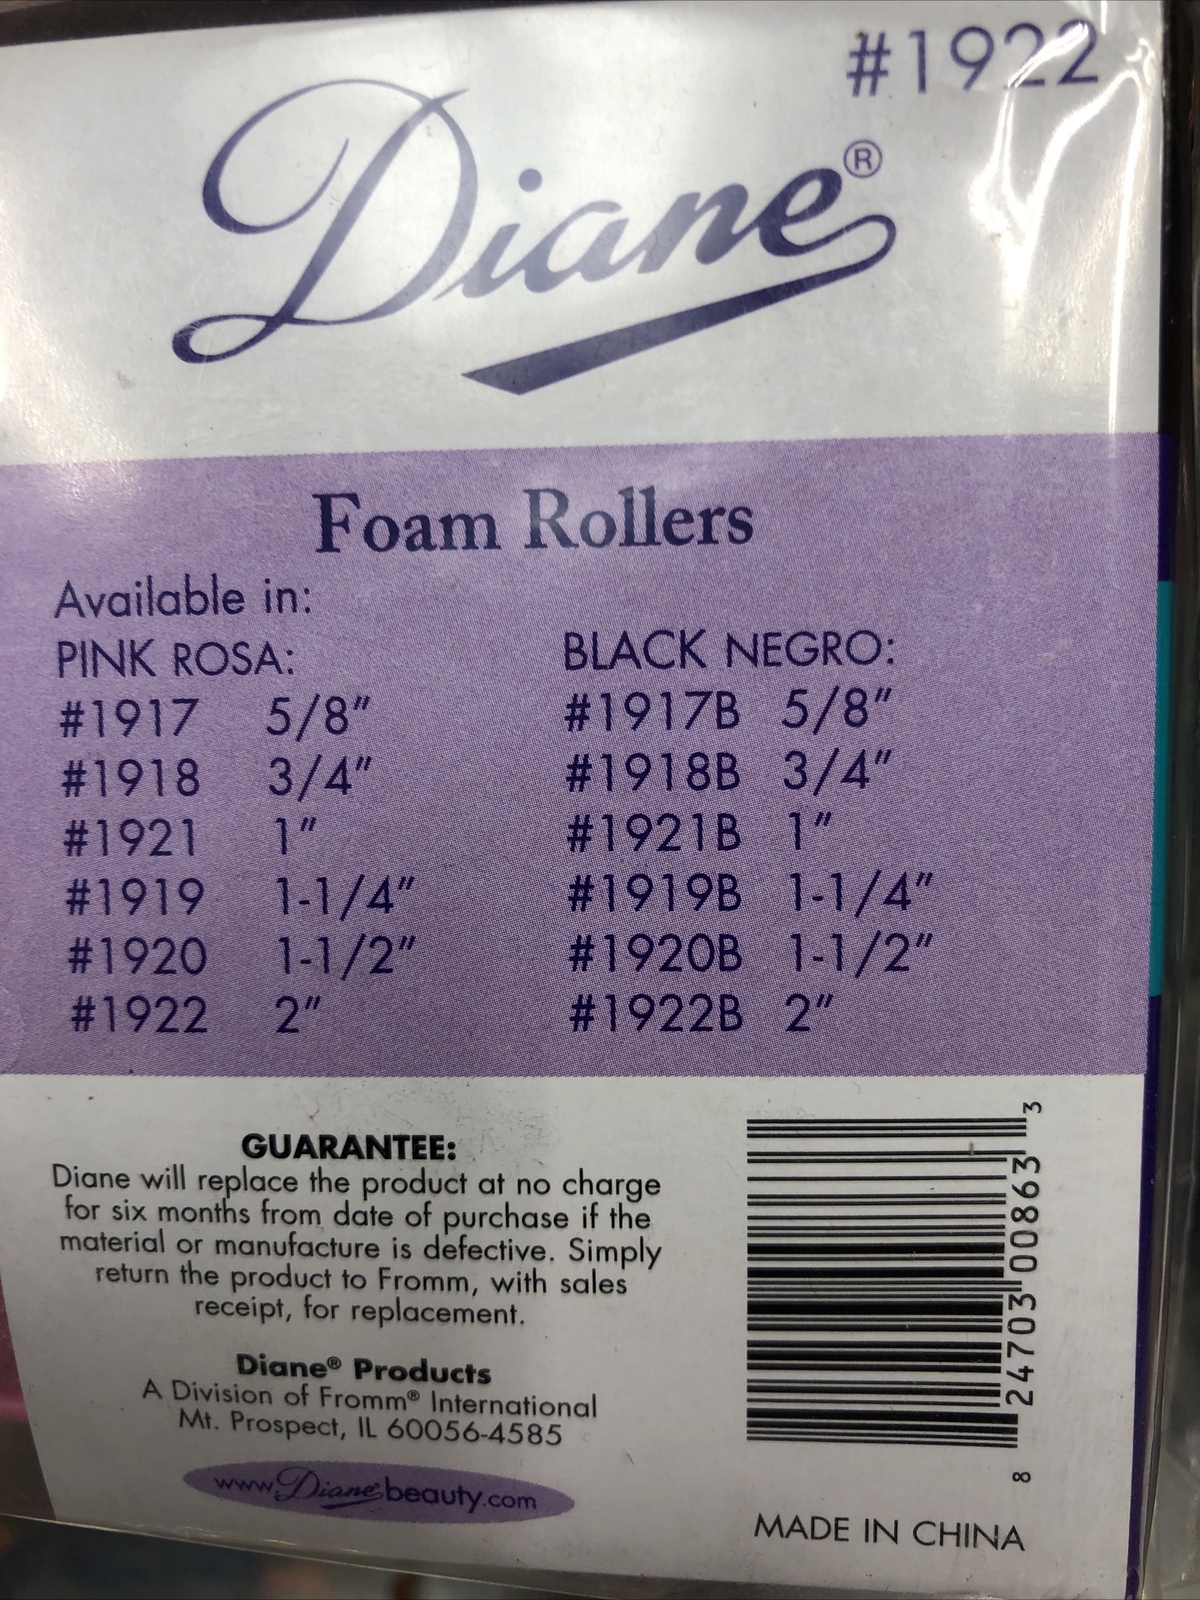 #1922
Diane®
Foam Rollers
Available in:
PINK ROSA:
#1917 5/8"
#1918 3/4"
#1921 1"
#1919 1-1/4"
#1920 1-1/2"
#1922 2"
BLACK NEGRO:
#1917B 5/8"
#1918B 3/4"
#1921B 1"
#1919B 1-1/4"
#1920B 1-1/2"
#1922B 2"
GUARANTEE:
Diane will replace the product at no charge
for six months from date of purchase if the
material or manufacture is defective. Simply
return the product to Fromm, with sales
receipt, for replacement.
Diane® Products
A Division of Fromm® International
Mt. Prospect, IL 60056-4585
www.Dianebeauty.com
8 24703 00863 3
MADE IN CHINA